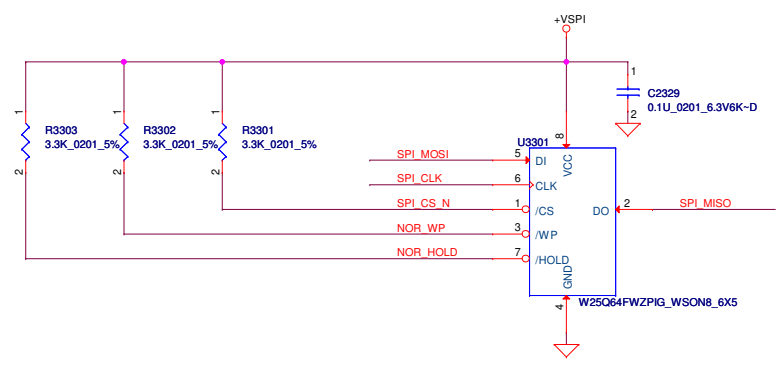 +VSPI
1
1
1
1
R3303
3.3K_0201_5%
R3302
3.3K_0201_5%
R3301
3.3K_0201_5%
C2329
0.1U_0201_6.3V6K~D
2
2
2
2
U3301
8
VCC
SPI_MOSI
5
DI
SPI_CLK
6
CLK
SPI_CS_N
1
/CS
DO
2
SPI_MISO
NOR_WP
3
/WP
NOR_HOLD
7
/HOLD
GND
4
W25Q64FWZPIG_WSON8_6X5